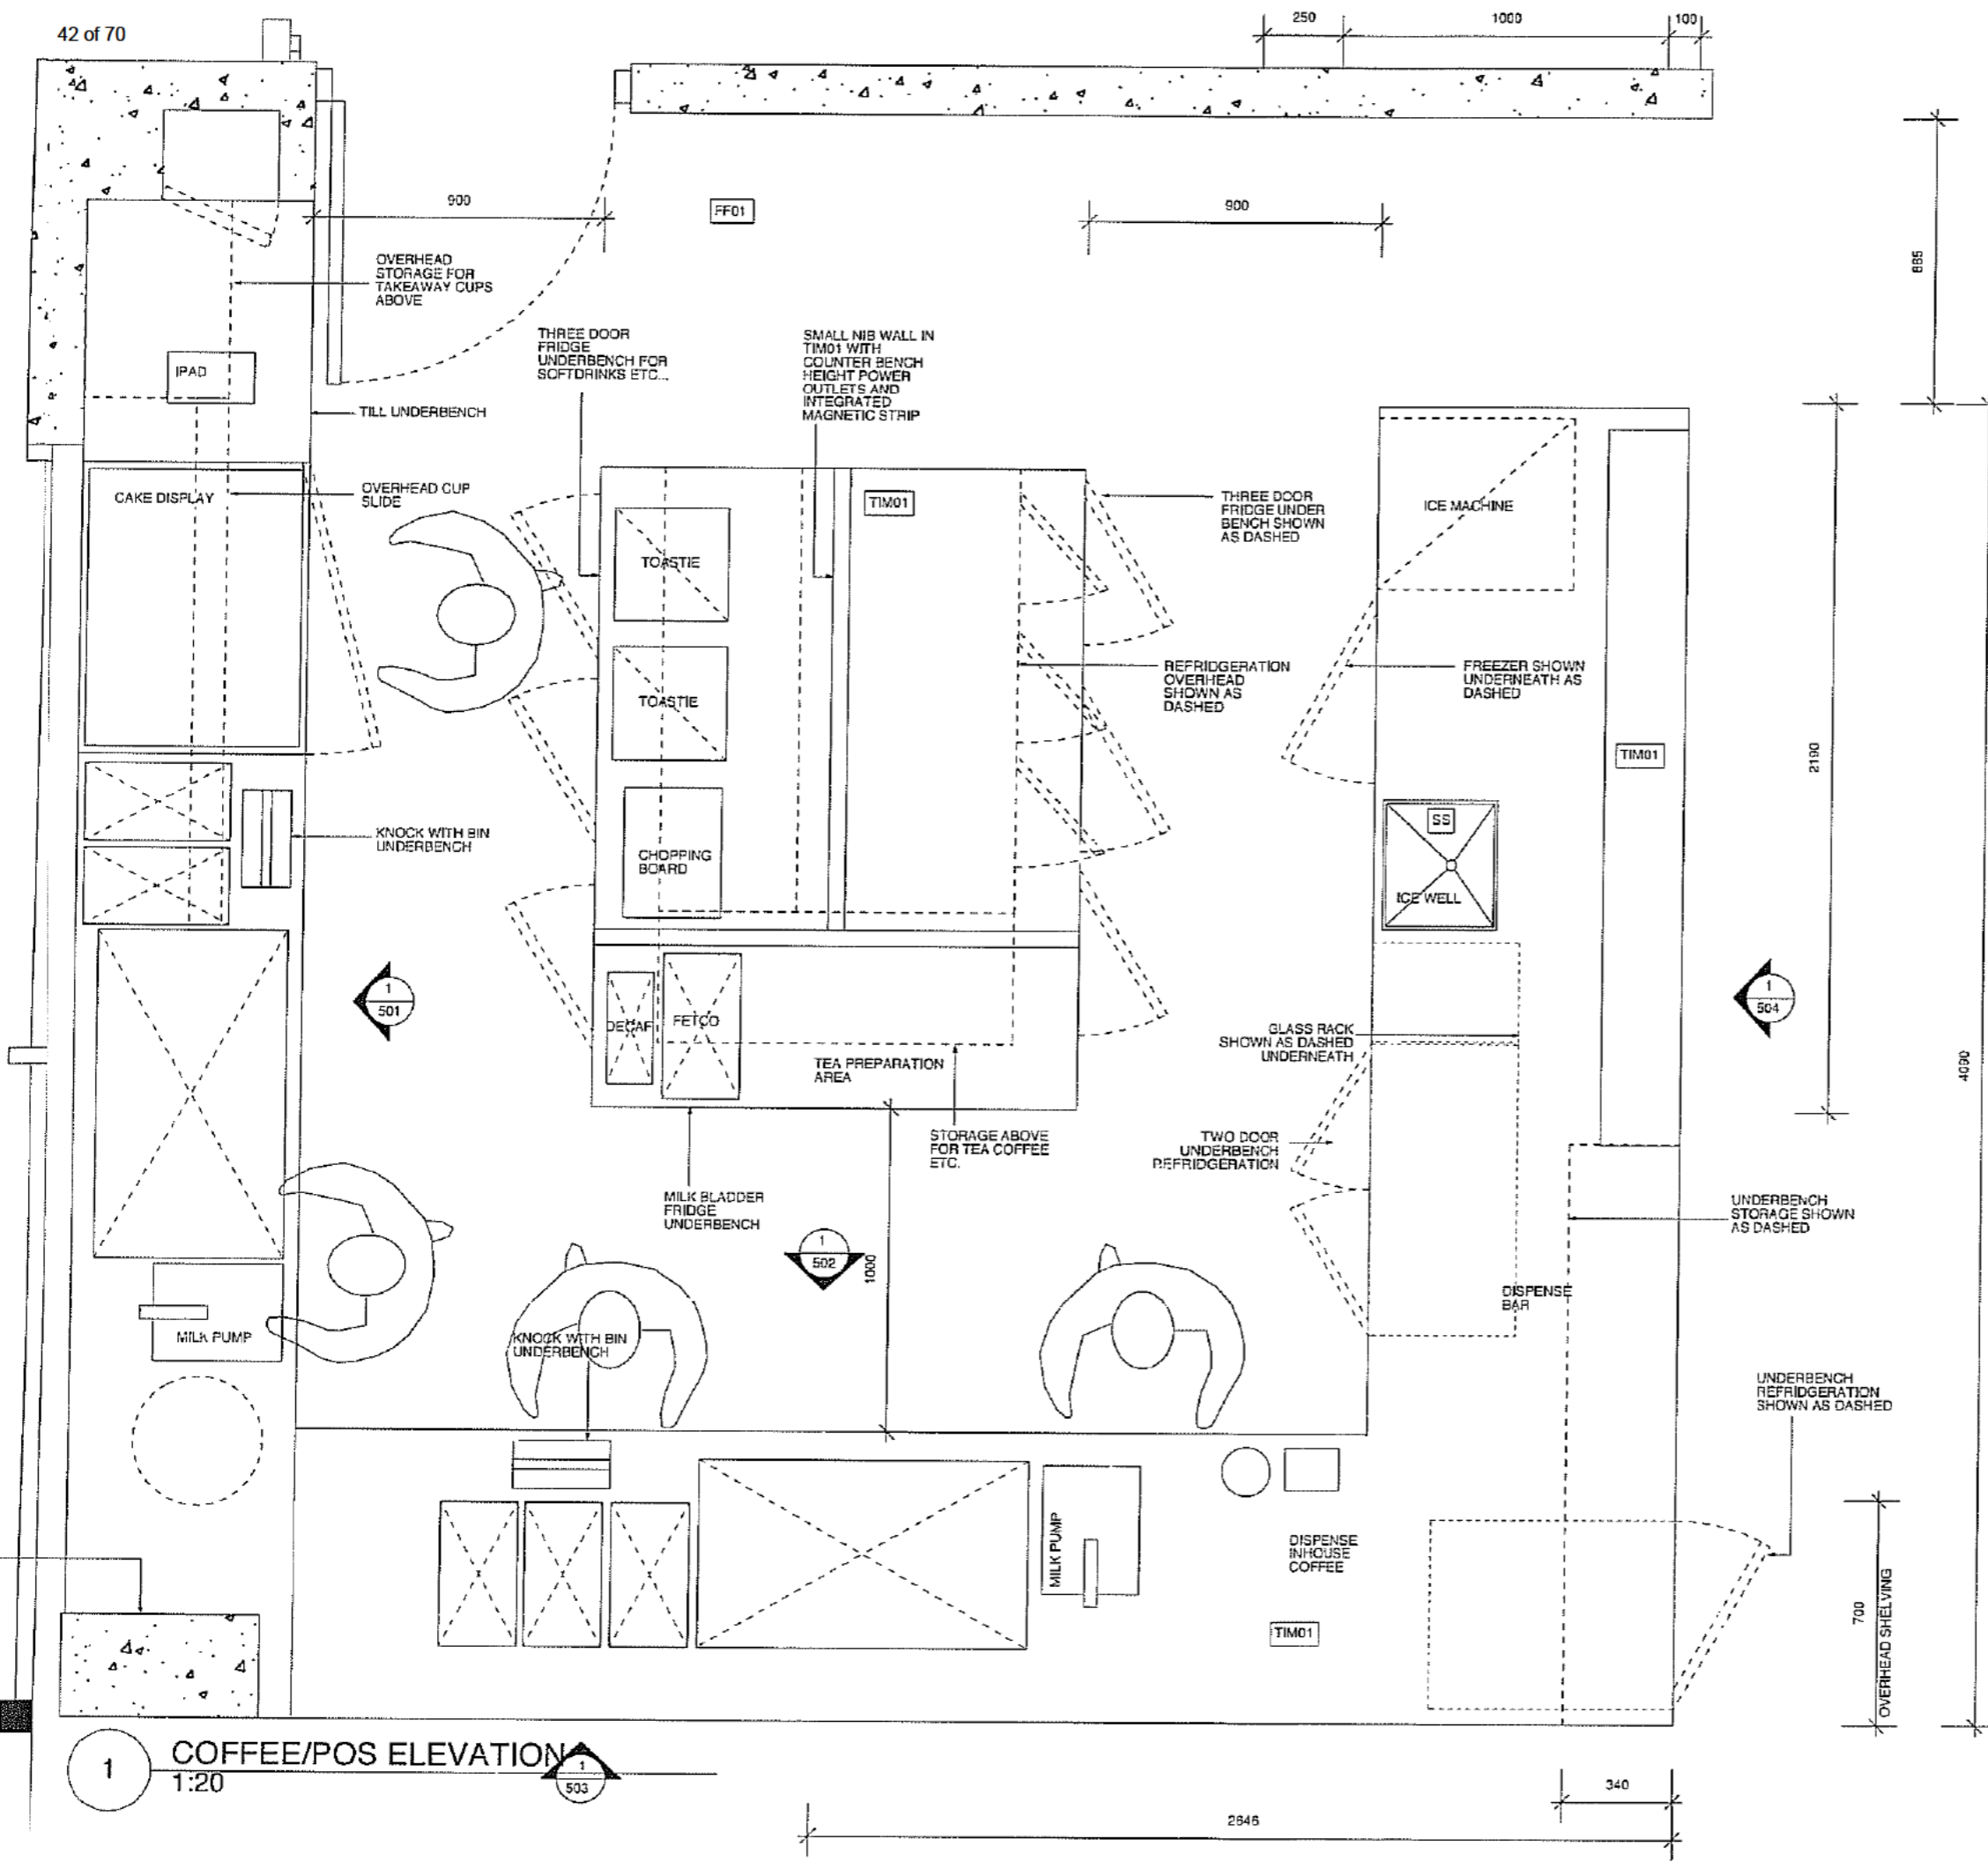 42 of 70
250
1000
100
900
FF01
900
885
OVERHEAD
STORAGE FOR
TAKEAWAY CUPS
ABOVE
THREE DOOR
FRIDGE
UNDERBENCH FOR
SOFTDRINKS ETC...
SMALL NIB WALL IN
TIM01 WITH
COUNTER BENCH
HEIGHT POWER
OUTLETS AND
INTEGRATED
MAGNETIC STRIP
IPAD
TILL UNDERBENCH
CAKE DISPLAY
OVERHEAD CUP
SLIDE
TIM01
THREE DOOR
FRIDGE UNDER
BENCH SHOWN
AS DASHED
ICE MACHINE
TOASTIE
TOASTIE
REFRIDGERATION
OVERHEAD
SHOWN AS
DASHED
FREEZER SHOWN
UNDERNEATH AS
DASHED
TIM01
2190
KNOCK WITH BIN
UNDERBENCH
CHOPPING
BOARD
SS
ICE WELL
1
501
DECAF
FETCO
TEA PREPARATION
AREA
GLASS RACK
SHOWN AS DASHED
UNDERNEATH
1
504
4090
STORAGE ABOVE
FOR TEA COFFEE
ETC.
TWO DOOR
UNDERBENCH
REFRIDGERATION
MILK BLADDER
FRIDGE
UNDERBENCH
UNDERBENCH
STORAGE SHOWN
AS DASHED
1
502
1000
DISPENSE
BAR
MILK PUMP
KNOCK WITH BIN
UNDERBENCH
UNDERBENCH
REFRIDGERATION
SHOWN AS DASHED
MILK PUMP
DISPENSE
INHOUSE
COFFEE
TIM01
700
OVERHEAD SHELVING
1
COFFEE/POS ELEVATION
1:20
1
503
340
2646